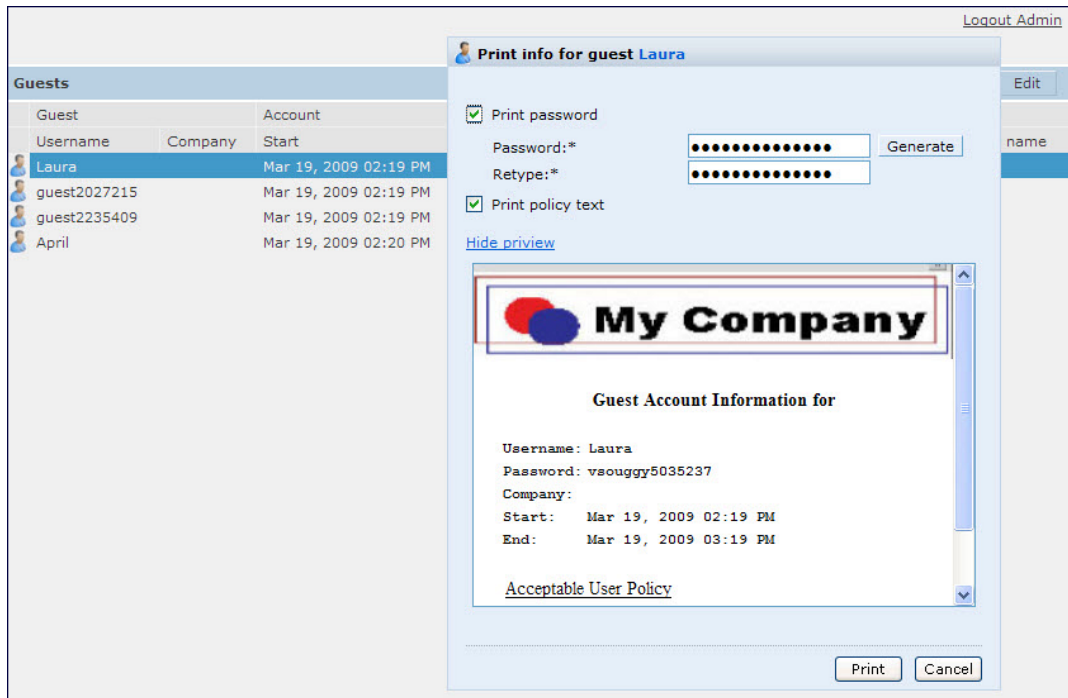 Logout Admin
Print info for guest Laura
Guests
Edit
Guest Account
Username Company Start name
Laura Mar 19, 2009 02:19 PM
guest2027215 Mar 19, 2009 02:19 PM
guest2235409 Mar 19, 2009 02:19 PM
April Mar 19, 2009 02:20 PM
Print password
Password:* ●●●●●●●●●●●●●● Generate
Retype:* ●●●●●●●●●●●●●●
Print policy text
Hide priview
My Company
Guest Account Information for
Username: Laura
Password: vsouggy5035237
Company:
Start: Mar 19, 2009 02:19 PM
End: Mar 19, 2009 03:19 PM
Acceptable User Policy
Print Cancel